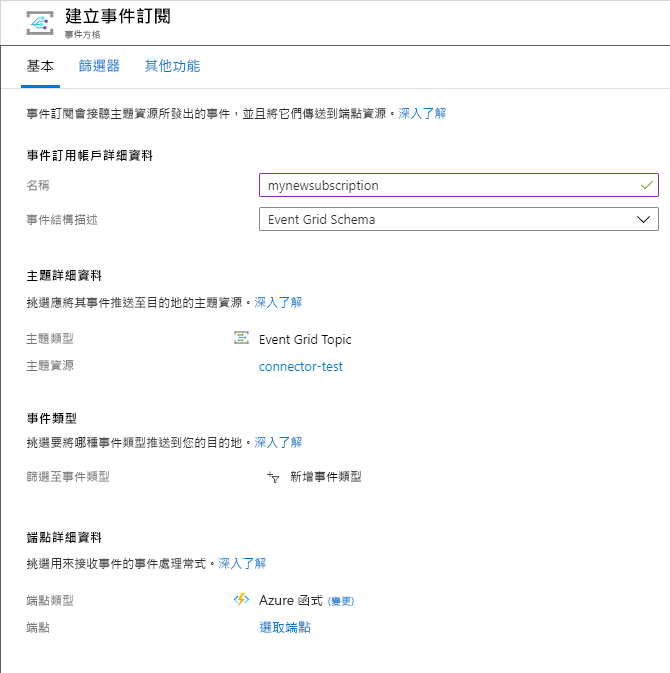 建立事件訂閱
事件方格
基本 篩選器 其他功能
事件訂閱會接聽主題資源所發出的事件，並且將它們傳送到端點資源。深入了解
事件訂用帳戶詳細資料
名稱 mynewsubscription
事件結構描述 Event Grid Schema
主題詳細資料
挑選應將其事件推送至目的地的主題資源。深入了解
主題類型 Event Grid Topic
主題資源 connector-test
事件類型
挑選要將哪種事件類型推送到您的目的地。深入了解
篩選至事件類型 新增事件類型
端點詳細資料
挑選用來接收事件的事件處理常式。深入了解
端點類型 Azure 函式 (變更)
端點 選取端點